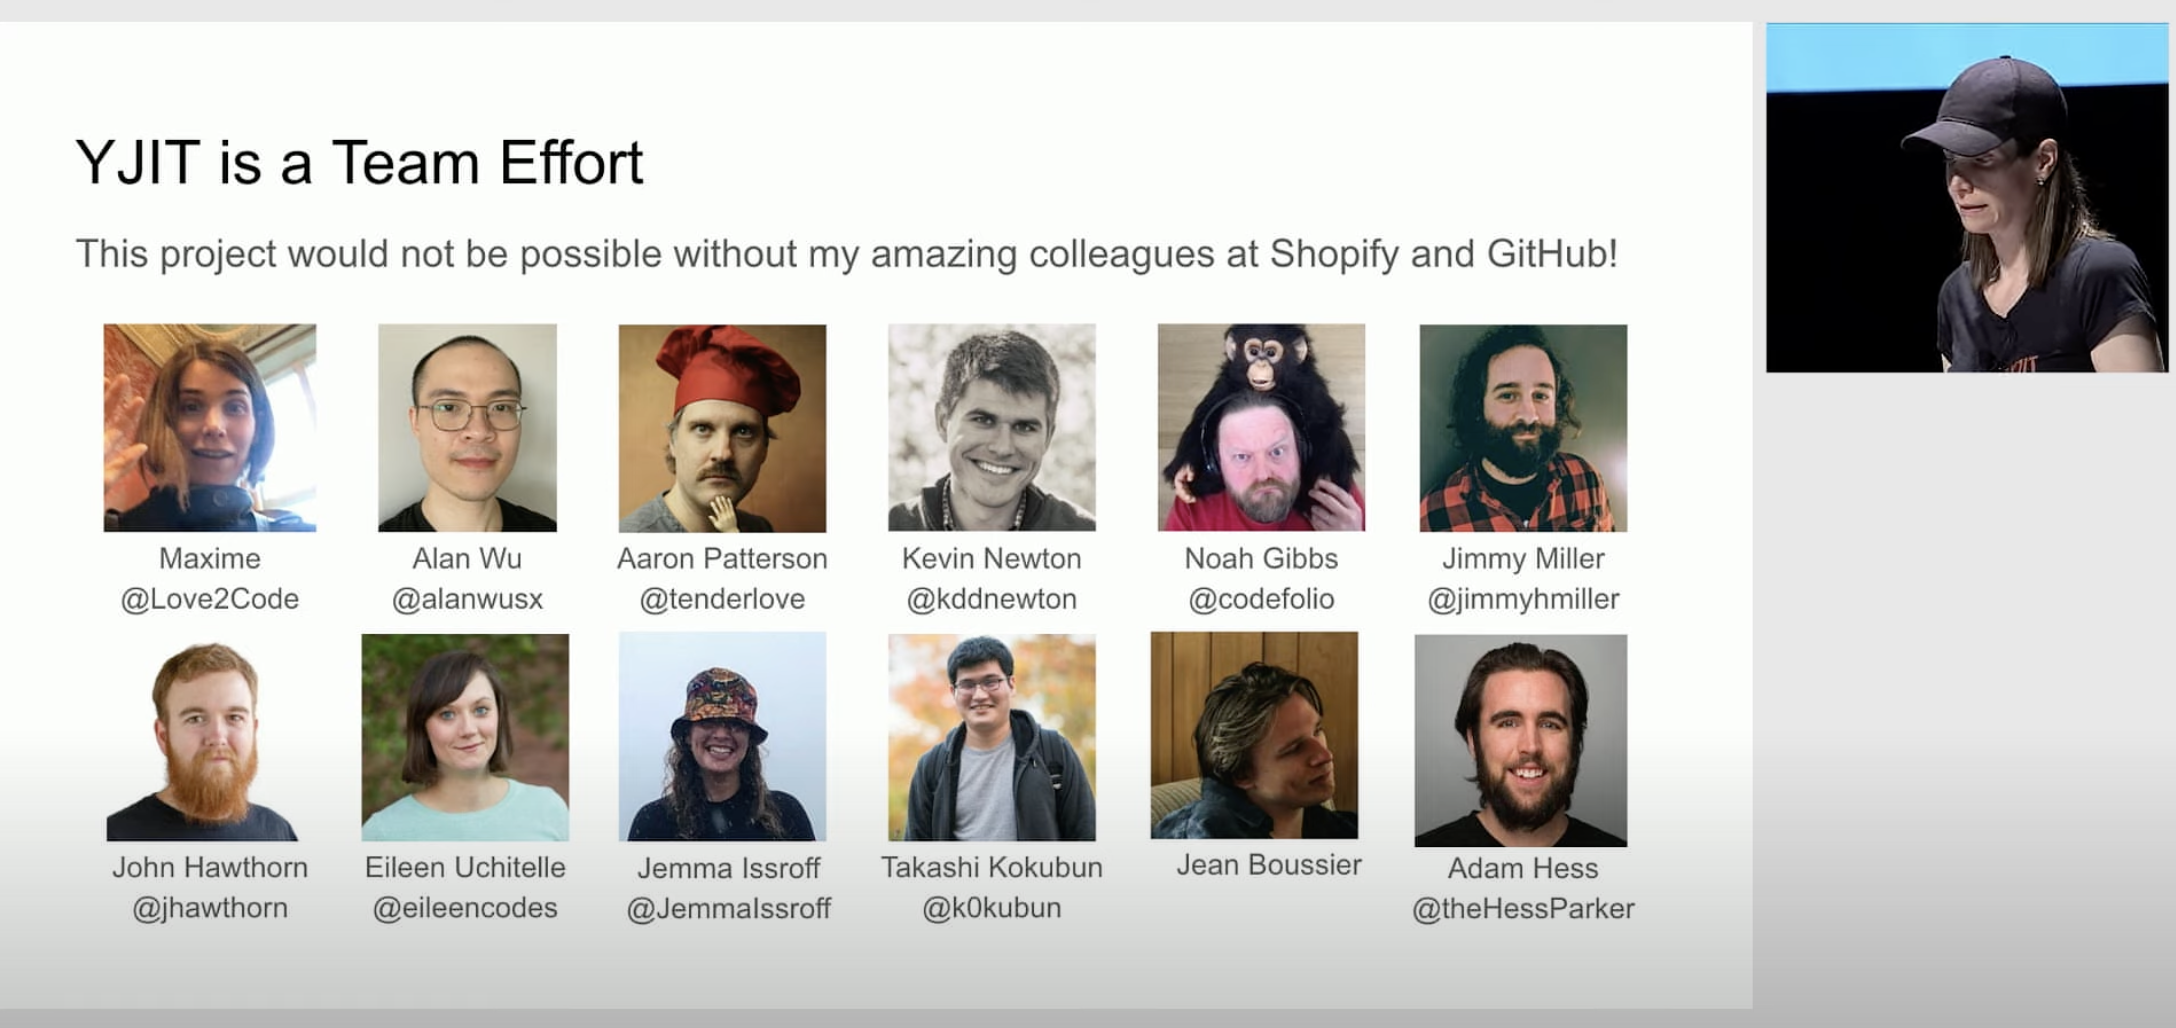 YJIT is a Team Effort
This project would not be possible without my amazing colleagues at Shopify and GitHub!
Maxime
@Love2Code
Alan Wu
@alanwusx
Aaron Patterson
@tenderlove
Kevin Newton
@kddnewton
Noah Gibbs
@codefolio
Jimmy Miller
@jimmyhmiller
John Hawthorn
@jhawthorn
Eileen Uchitelle
@eileencodes
Jemma Issroff
@JemmaIssroff
Takashi Kokubun
@k0kubun
Jean Boussier
Adam Hess
@theHessParker